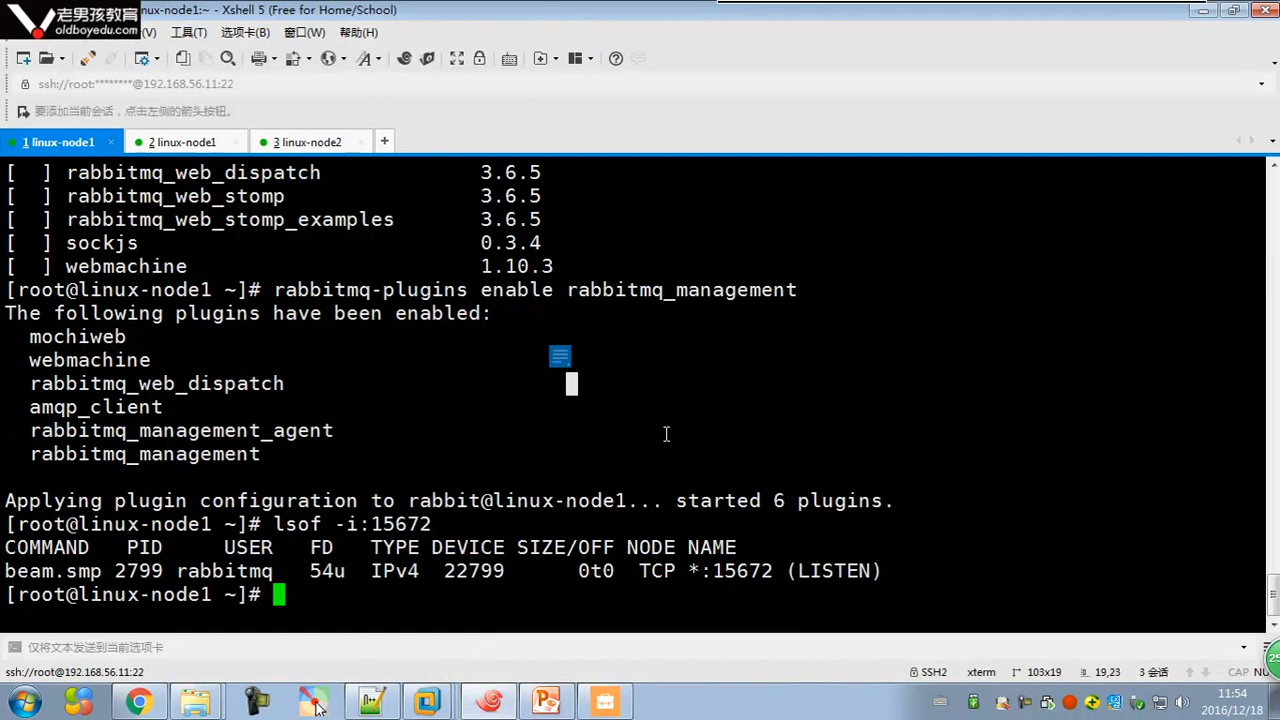 老男孩教育
oldboyedu.com
nux-node1:~ - Xshell 5 (Free for Home/School)
(V) 工具(T) 选项卡(B) 窗口(W) 帮助(H)
ssh://root:********@192.168.56.11:22
要添加当前会话，点击左侧的箭头按钮。
1 linux-node1 × 2 linux-node1 × 3 linux-node2 × +
[  ] rabbitmq_web_dispatch 3.6.5
[  ] rabbitmq_web_stomp 3.6.5
[  ] rabbitmq_web_stomp_examples 3.6.5
[  ] sockjs 0.3.4
[  ] webmachine 1.10.3
[root@linux-node1 ~]# rabbitmq-plugins enable rabbitmq_management
The following plugins have been enabled:
mochiweb
webmachine
rabbitmq_web_dispatch
amqp_client
rabbitmq_management_agent
rabbitmq_management
Applying plugin configuration to rabbit@linux-node1... started 6 plugins.
[root@linux-node1 ~]# lsof -i:15672
COMMAND PID USER FD TYPE DEVICE SIZE/OFF NODE NAME
beam.smp 2799 rabbitmq 54u IPv4 22799 0t0 TCP *:15672 (LISTEN)
[root@linux-node1 ~]#
仅将文本发送到当前选项卡
ssh://root@192.168.56.11:22 SSH2 xterm 103x19 19,23 3 会话 CAP NU
25
11:54
2016/12/18